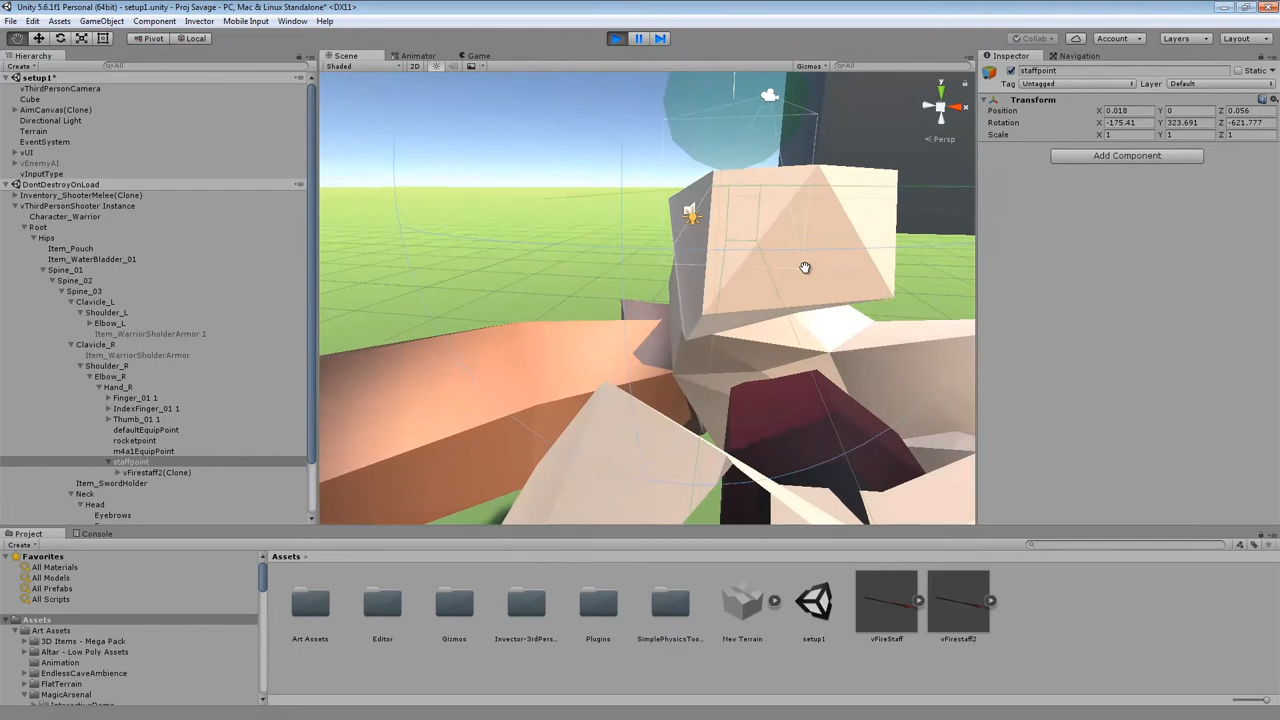 Unity 5.6.1f1 Personal (64bit) - setup1.unity - Proj Savage - PC, Mac & Linux Standalone* <DX11>
File Edit Assets GameObject Component Invector Mobile Input Window Help
Pivot Local Collab Account Layers Layout
Hierarchy Scene Animator Game Inspector Navigation
Create All Shaded 2D Gizmos All
staffpoint Static
Tag Untagged Layer Default
Transform
Position X 0.018 Y 0 Z 0.056
Rotation X -175.41 Y 323.691 Z -621.777
Scale X 1 Y 1 Z 1
Add Component
setup1*
vThirdPersonCamera
Cube
AimCanvas(Clone)
Directional Light
Terrain
EventSystem
vUI
vEnemyAI
vInputType
DontDestroyOnLoad
Inventory_ShooterMelee(Clone)
vThirdPersonShooter Instance
Character_Warrior
Root
Hips
Item_Pouch
Item_WaterBladder_01
Spine_01
Spine_02
Spine_03
Clavicle_L
Shoulder_L
Elbow_L
Item_WarriorSholderArmor 1
Clavicle_R
Item_WarriorSholderArmor
Shoulder_R
Elbow_R
Hand_R
Finger_01 1
IndexFinger_01 1
Thumb_01 1
defaultEquipPoint
rocketpoint
m4a1EquipPoint
staffpoint
vFirestaff2(Clone)
Item_SwordHolder
Neck
Head
Eyebrows
y
x
Persp
Project Console
Create
Favorites
All Materials
All Models
All Prefabs
All Scripts
Assets
Art Assets
3D Items - Mega Pack
Altar - Low Poly Assets
Animation
EndlessCaveAmbience
FlatTerrain
MagicArsenal
Assets
Art Assets Editor Gizmos Invector-3rdPers... Plugins SimplePhysicsToo... New Terrain setup1 vFireStaff vFirestaff2